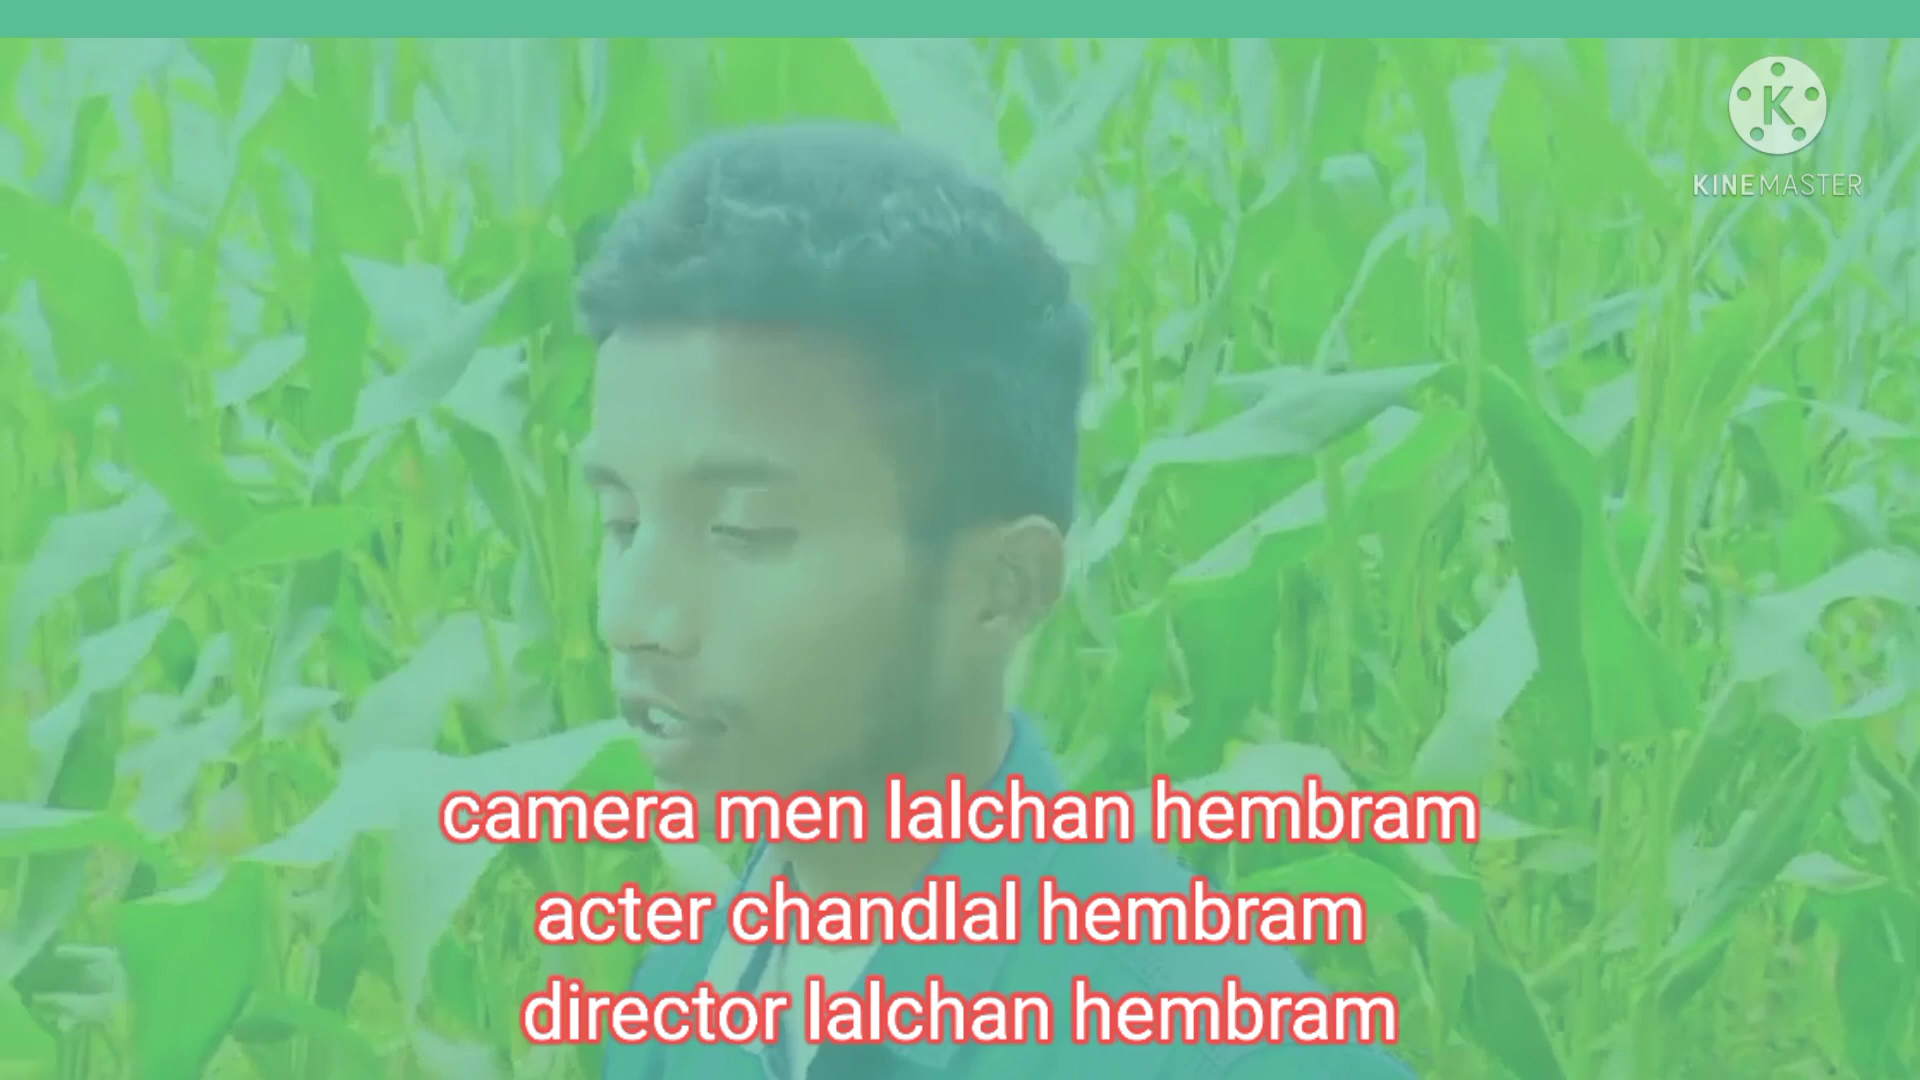 K
KINEMASTER
camera men lalchan hembram
acter chandlal hembram
director lalchan hembram